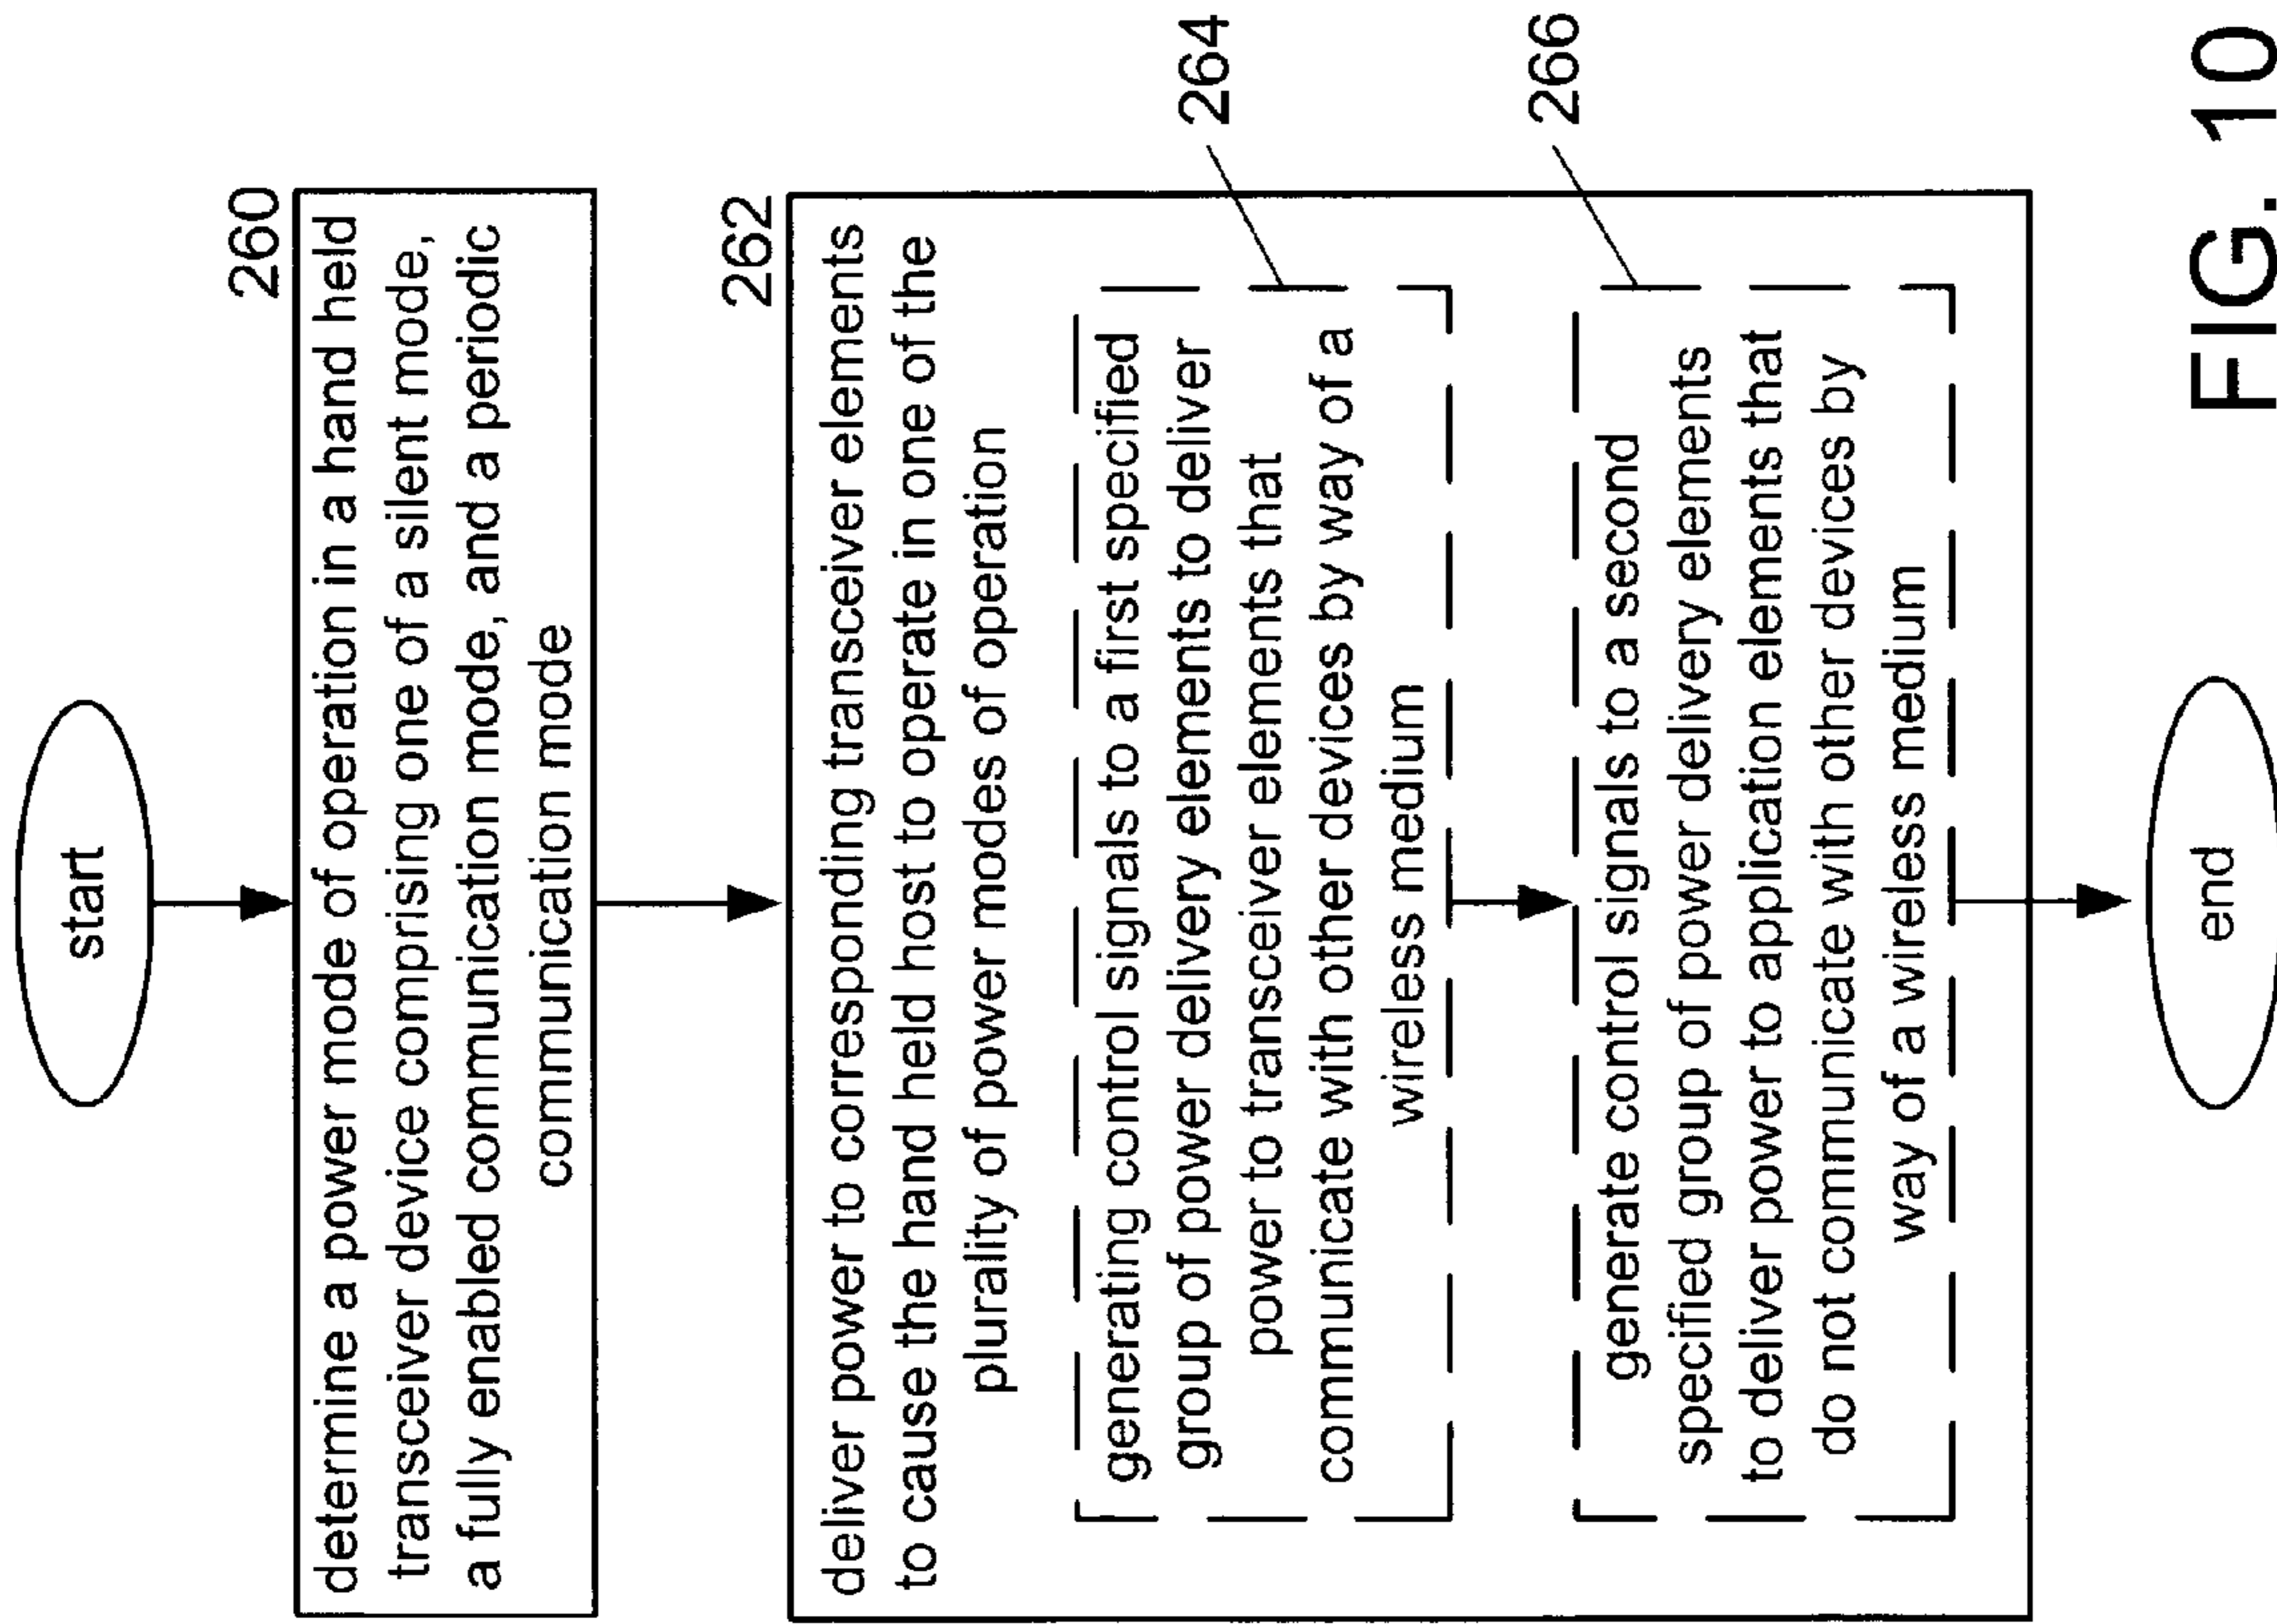 start
260
determine a power mode of operation in a hand held
transceiver device comprising one of a silent mode,
a fully enabled communication mode, and a periodic
communication mode
262
deliver power to corresponding transceiver elements
to cause the hand held host to operate in one of the
plurality of power modes of operation
264
generating control signals to a first specified
group of power delivery elements to deliver
power to transceiver elements that
communicate with other devices by way of a
wireless medium
266
generate control signals to a second
specified group of power delivery elements
to deliver power to application elements that
do not communicate with other devices by
way of a wireless medium
end
FIG. 10